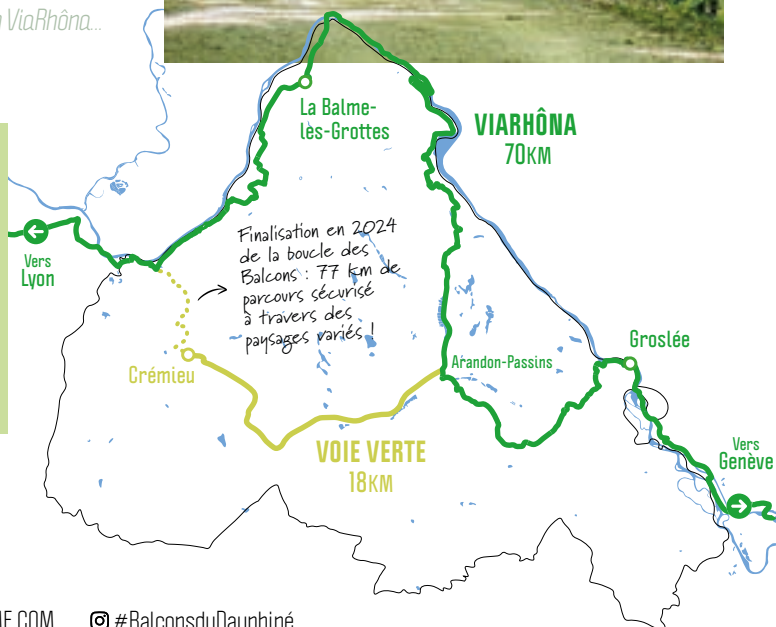 ViaRhôna...
La Balme-
lès-Grottes
VIARHÔNA
70KM
Vers
Lyon
Finalisation en 2024
de la boucle des
Balcons : 77 km de
parcours sécurisé
à travers des
paysages variés !
Crémieu
Arandon-Passins
Groslée
VOIE VERTE
18KM
Vers
Genève
#BalconsduDauphiné